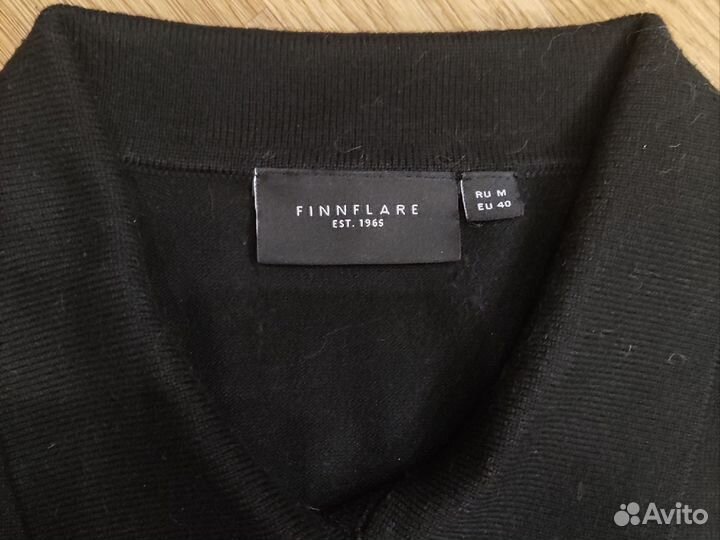 FINNFLARE
EST. 1965
RU M
EU 40
Avito